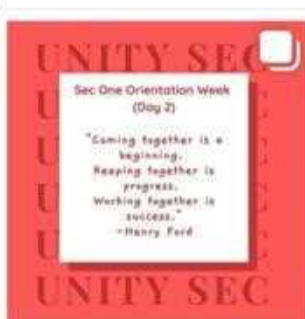 UNITY SEC
Sec One Orientation Week
(Day 2)
"Coming together is a
beginning.
Keeping together is
progress.
Working together is
success."
-Henry Ford
UNITY SEC